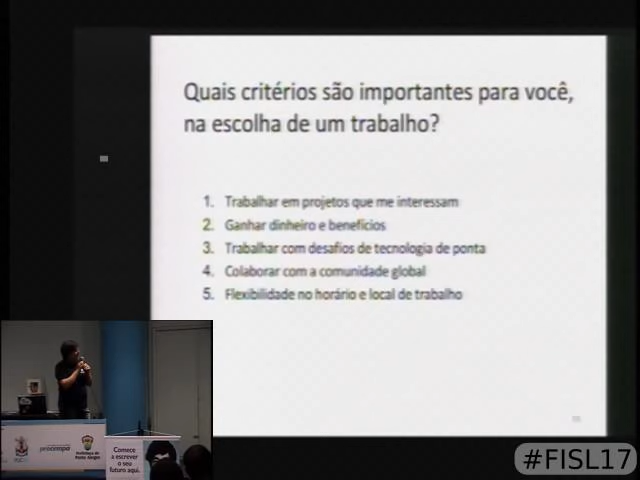 Quais critérios são importantes para você,
na escolha de um trabalho?
1. Trabalhar em projetos que me interessam
2. Ganhar dinheiro e benefícios
3. Trabalhar com desafios de tecnologia de ponta
4. Colaborar com a comunidade global
5. Flexibilidade no horário e local de trabalho
procempa
Prefeitura de
Porto Alegre
Comece
a escrever
o seu
futuro aqui.
#FISL17